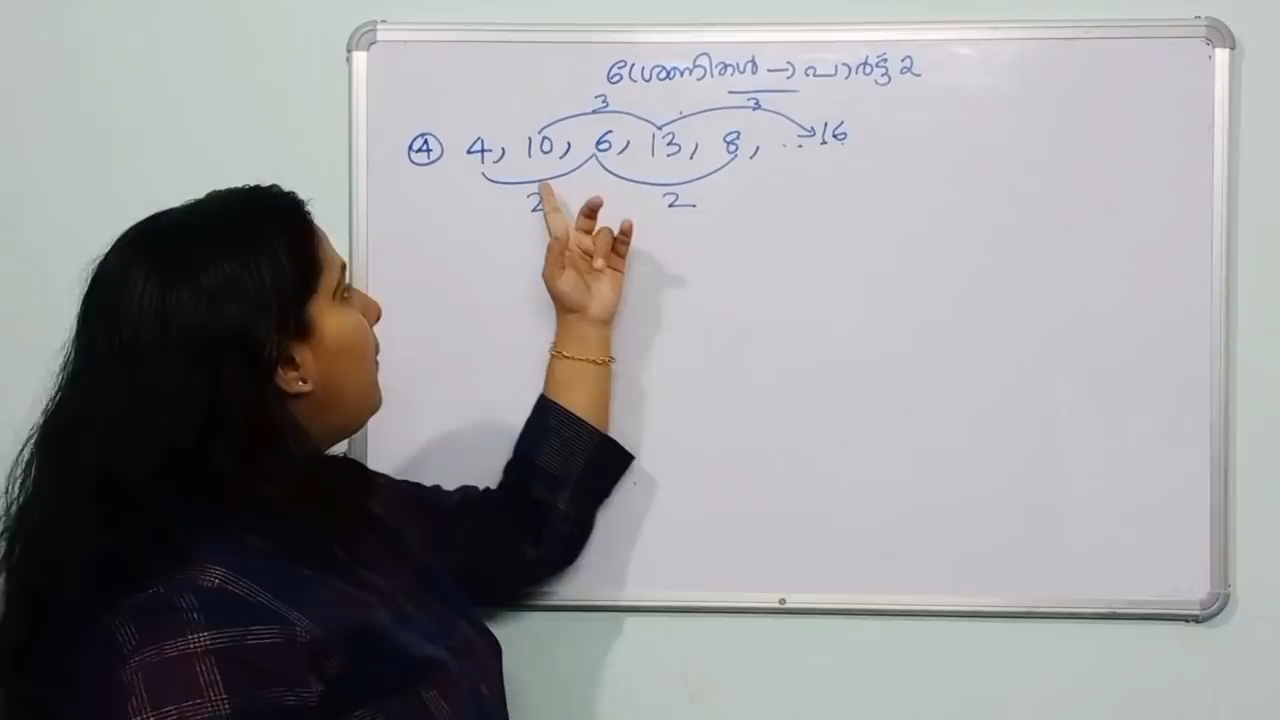 ശ്രേണികൾ → പാർട്ട് 2
3 3
④ 4, 10, 6, 13, 8, ... 16
2 2